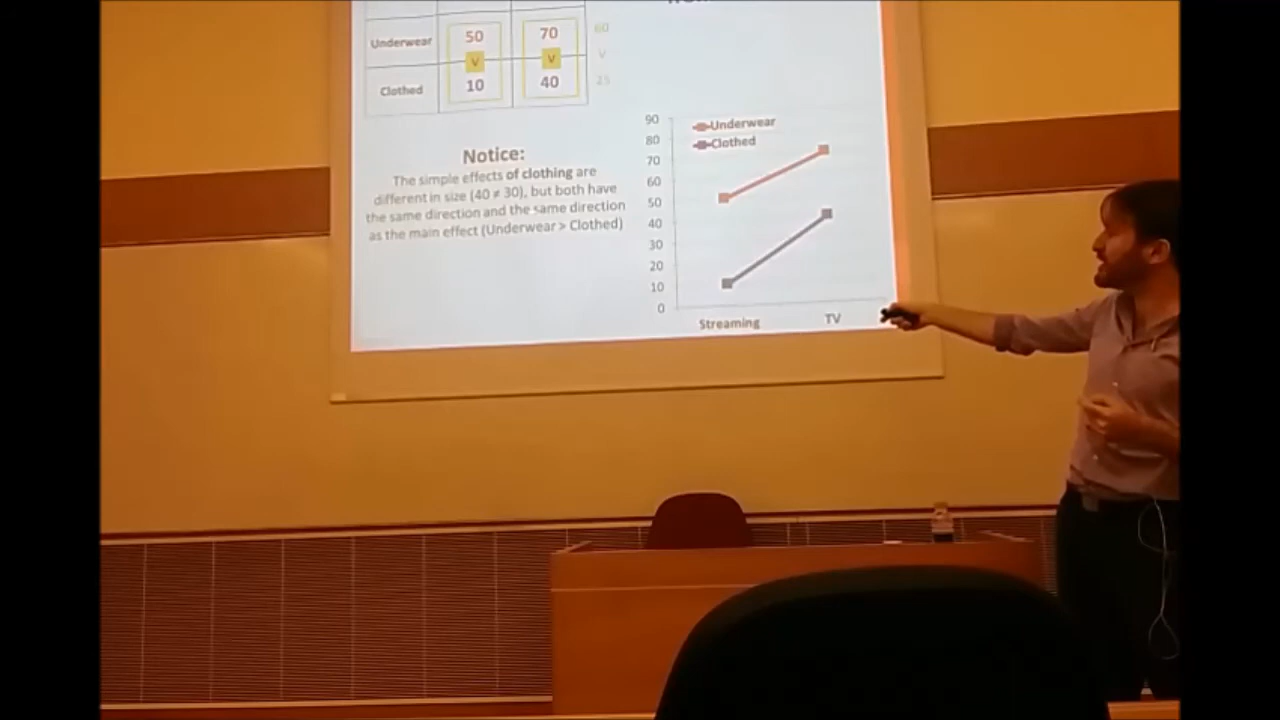 Underwear 50 70 60
v v v
Clothed 10 40 25
Notice:
The simple effects of clothing are
different in size (40 ≠ 30), but both have
the same direction and the same direction
as the main effect (Underwear > Clothed)
90
80
70
60
50
40
30
20
10
0
Underwear
Clothed
Streaming TV